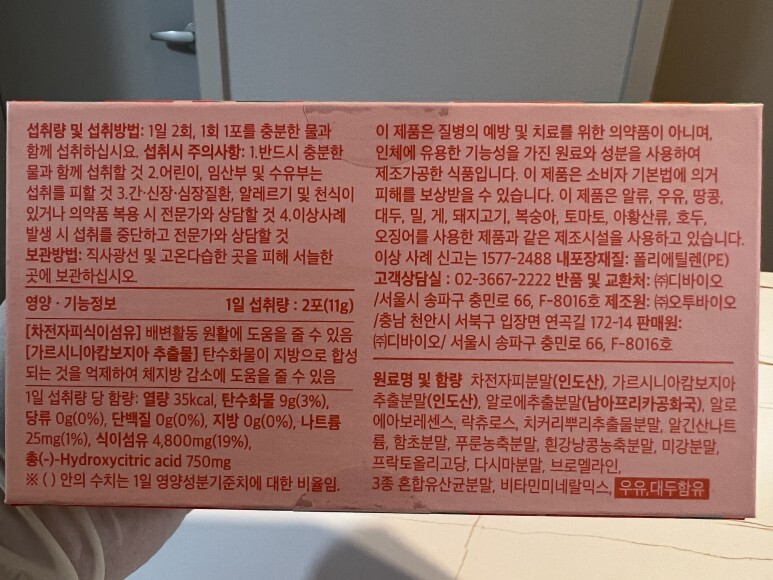 섭취량 및 섭취방법: 1일 2회, 1회 1포를 충분한 물과
함께 섭취하십시요. 섭취시 주의사항: 1.반드시 충분한
물과 함께 섭취할 것 2.어린이, 임산부 및 수유부는
섭취를 피할 것 3.간·신장·심장질환, 알레르기 및 천식이
있거나 의약품 복용 시 전문가와 상담할 것 4.이상사례
발생 시 섭취를 중단하고 전문가와 상담할 것
보관방법: 직사광선 및 고온다습한 곳을 피해 서늘한
곳에 보관하십시오.
영양·기능정보 1일 섭취량 : 2포(11g)
[차전자피식이섬유] 배변활동 원활에 도움을 줄 수 있음
[가르시니아캄보지아 추출물] 탄수화물이 지방으로 합성
되는 것을 억제하여 체지방 감소에 도움을 줄 수 있음
1일 섭취량 당 함량: 열량 35kcal, 탄수화물 9g(3%),
당류 0g(0%), 단백질 0g(0%), 지방 0g(0%), 나트륨
25mg(1%), 식이섬유 4,800mg(19%),
총(-)-Hydroxycitric acid 750mg
※ ( ) 안의 수치는 1일 영양성분기준치에 대한 비율임.
이 제품은 질병의 예방 및 치료를 위한 의약품이 아니며,
인체에 유용한 기능성을 가진 원료와 성분을 사용하여
제조가공한 식품입니다. 이 제품은 소비자 기본법에 의거
피해를 보상받을 수 있습니다. 이 제품은 알류, 우유, 땅콩,
대두, 밀, 게, 돼지고기, 복숭아, 토마토, 아황산류, 호두,
오징어를 사용한 제품과 같은 제조시설을 사용하고 있습니다.
이상 사례 신고는 1577-2488 내포장재질: 폴리에틸렌(PE)
고객상담실 : 02-3667-2222 반품 및 교환처: ㈜디바이오
/서울시 송파구 충민로 66, F-8016호 제조원: ㈜오투바이오
/충남 천안시 서북구 입장면 연곡길 172-14 판매원:
㈜디바이오/ 서울시 송파구 충민로 66, F-8016호
원료명 및 함량 차전자피분말(인도산), 가르시니아캄보지아
추출분말(인도산), 알로에추출분말(남아프리카공화국), 알로
에아보레센스, 락츄로스, 치커리뿌리추출물분말, 알긴산나트
륨, 함초분말, 푸룬농축분말, 흰강낭콩농축분말, 미강분말,
프락토올리고당, 다시마분말, 브로멜라인,
3종 혼합유산균분말, 비타민미네랄믹스, 우유,대두함유